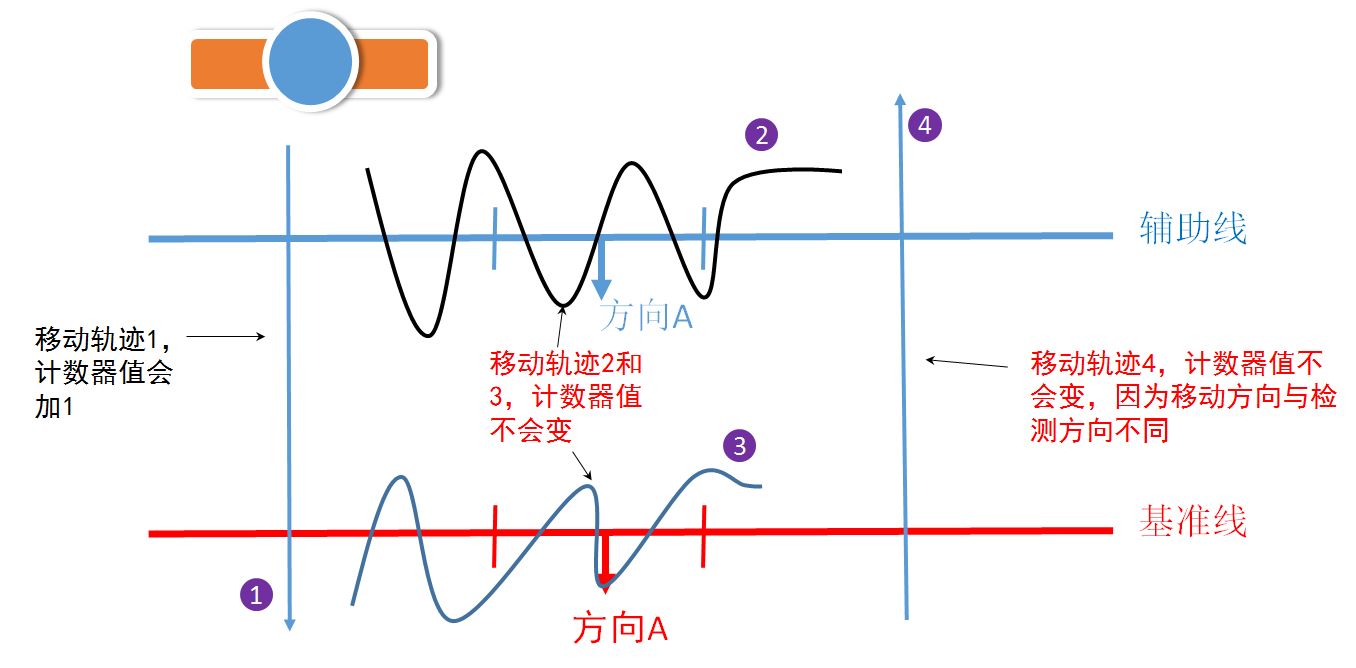 2
4
辅助线
方向A
移动轨迹1，
计数器值会
加1
移动轨迹2和
3，计数器值
不会变
移动轨迹4，计数器值不
会变，因为移动方向与检
测方向不同
3
基准线
1
方向A